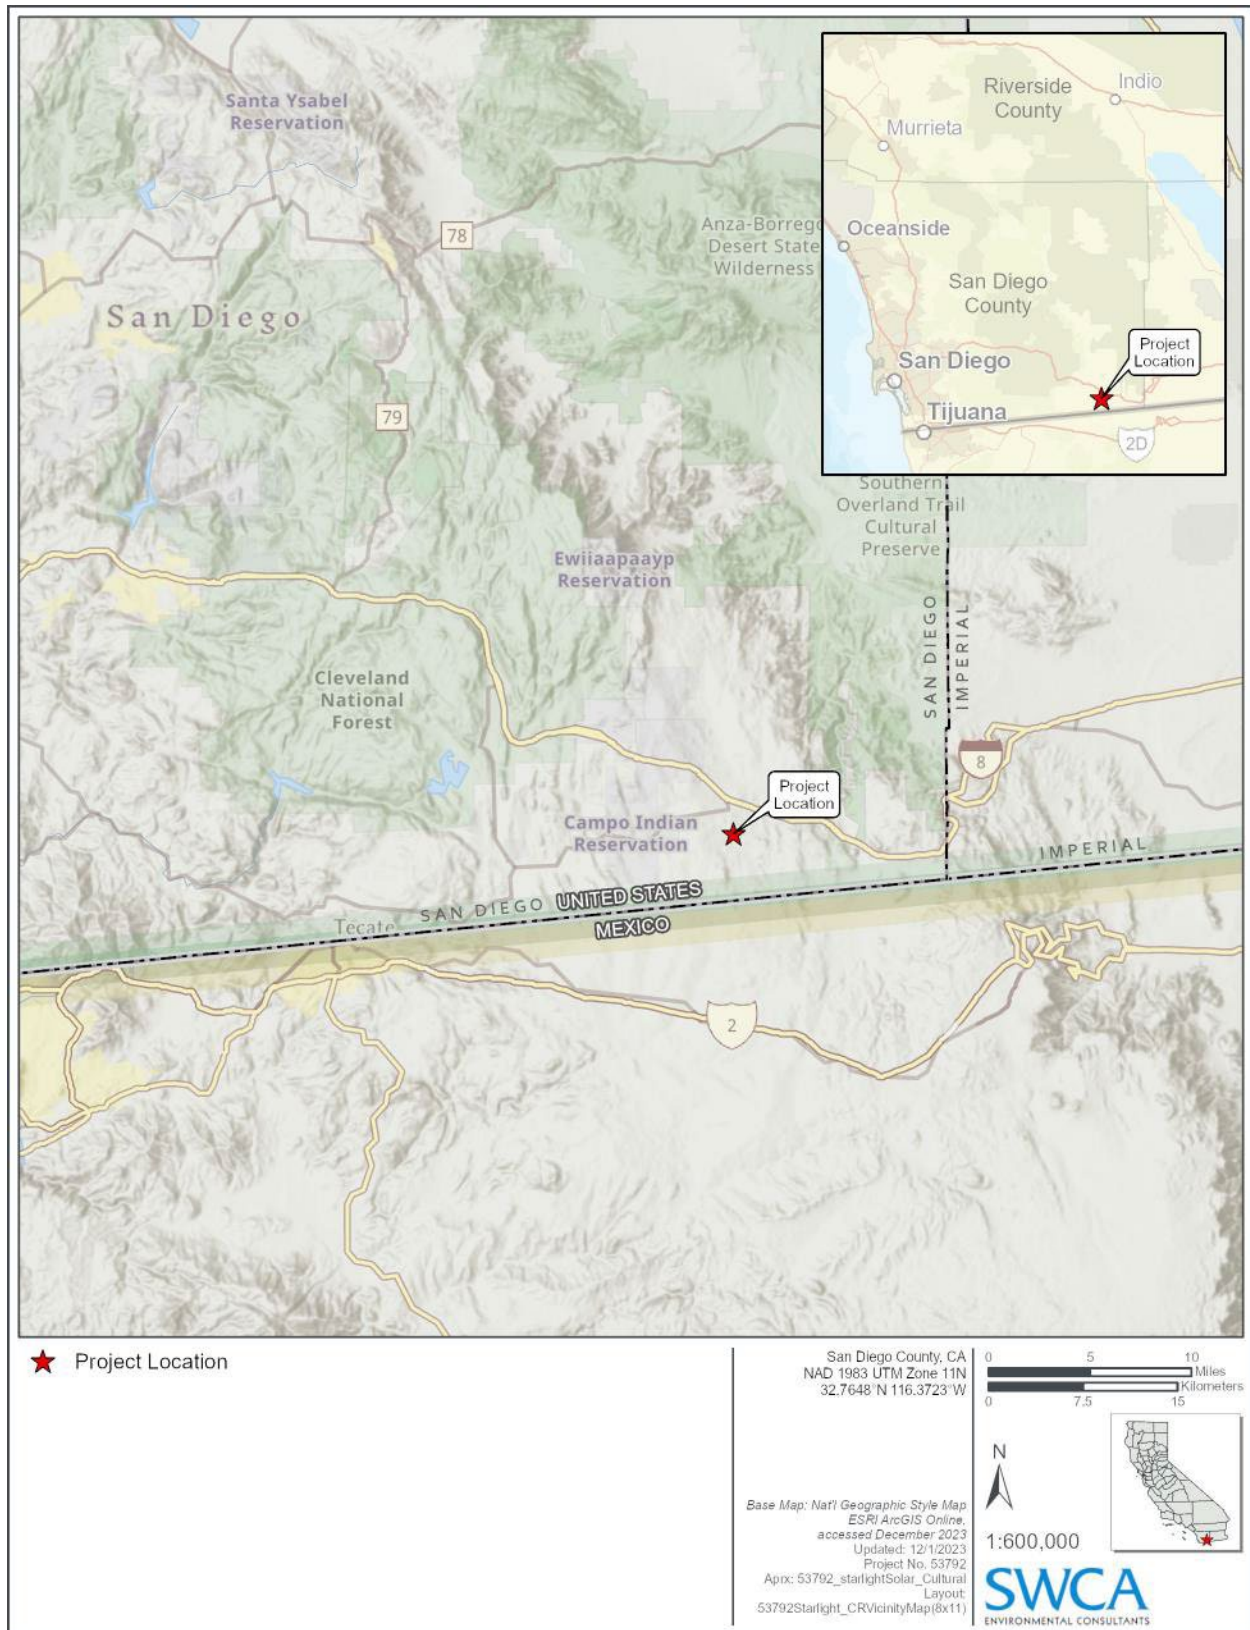 Santa Ysabel
Reservation
78
Anza-Borrego
Desert State
Wilderness
San Diego
79
Southern
Overland Trail
Cultural
Preserve
Ewiiaapaayp
Reservation
SAN DIEGO
IMPERIAL
Cleveland
National
Forest
8
Project
Location
Campo Indian
Reservation
IMPERIAL
SAN DIEGO
UNITED STATES
MEXICO
Tecate
2
Riverside
County
Indio
Murrieta
Oceanside
San Diego
County
Project
Location
San Diego
Tijuana
2D
Project Location
San Diego County, CA
NAD 1983 UTM Zone 11N
32.7648°N 116.3723°W
Base Map: Nat'l Geographic Style Map
ESRI ArcGIS Online,
accessed December 2023
Updated: 12/1/2023
Project No. 53792
Aprx: 53792_starlightSolar_Cultural
Layout:
53792Starlight_CRVicinityMap(8x11)
0 5 10
Miles
Kilometers
0 7.5 15
N
1:600,000
SWCA
ENVIRONMENTAL CONSULTANTS